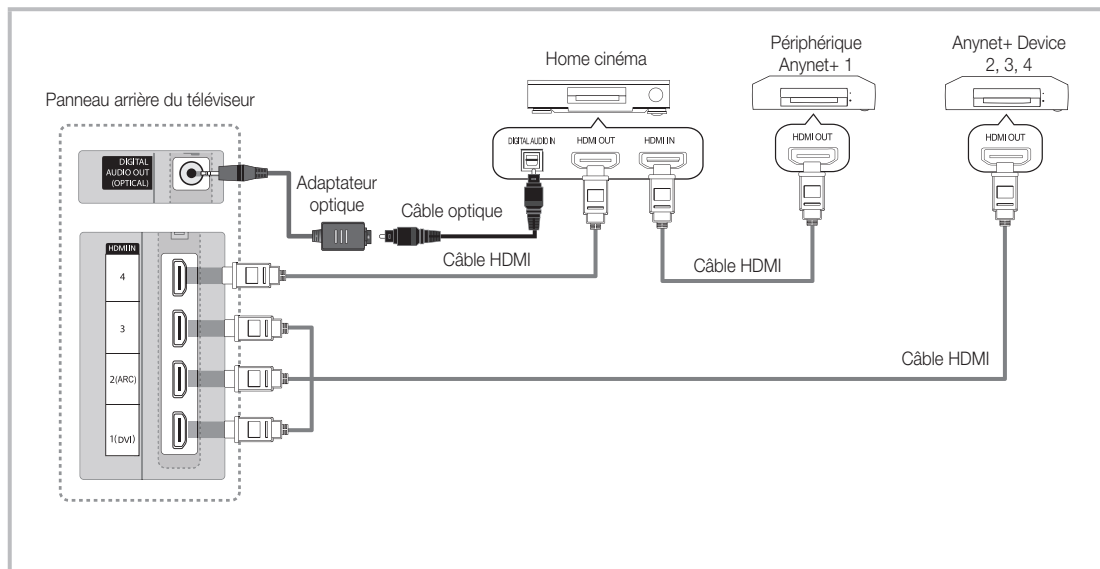 Panneau arrière du téléviseur
DIGITAL
AUDIO OUT
(OPTICAL)
HDMI IN
4
3
2(ARC)
1(DVI)
Adaptateur
optique
Câble optique
Câble HDMI
Home cinéma
DIGITAL AUDIO IN
HDMI OUT
HDMI IN
Câble HDMI
Périphérique
Anynet+ 1
HDMI OUT
Anynet+ Device
2, 3, 4
HDMI OUT
Câble HDMI